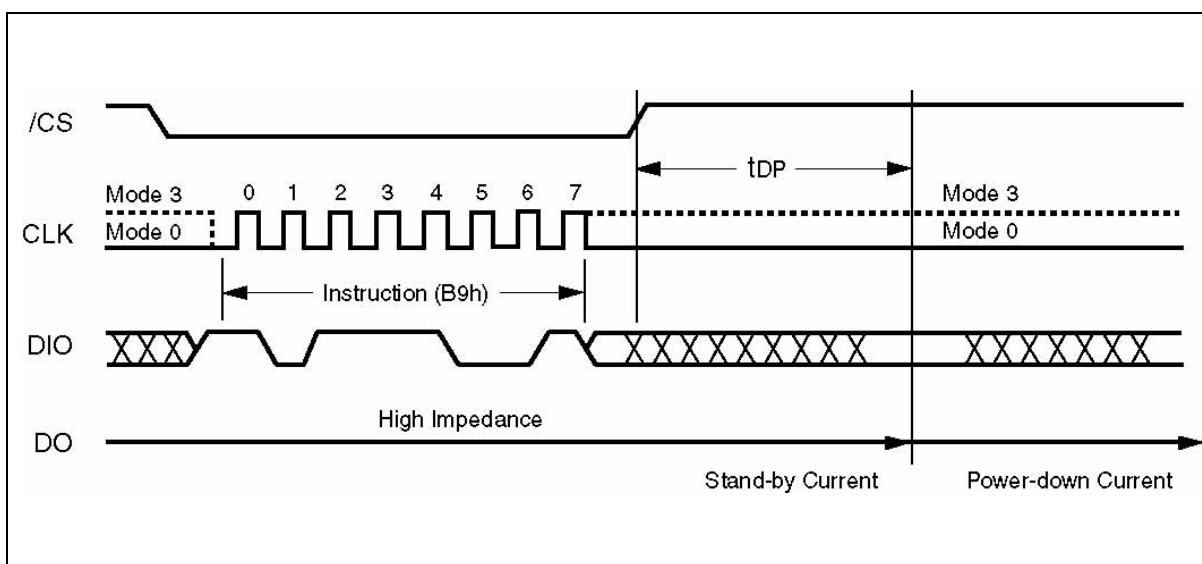 /CS
tDP
Mode 3 0 1 2 3 4 5 6 7 Mode 3
CLK Mode 0 Mode 0
Instruction (B9h)
DIO
High Impedance
DO
Stand-by Current Power-down Current